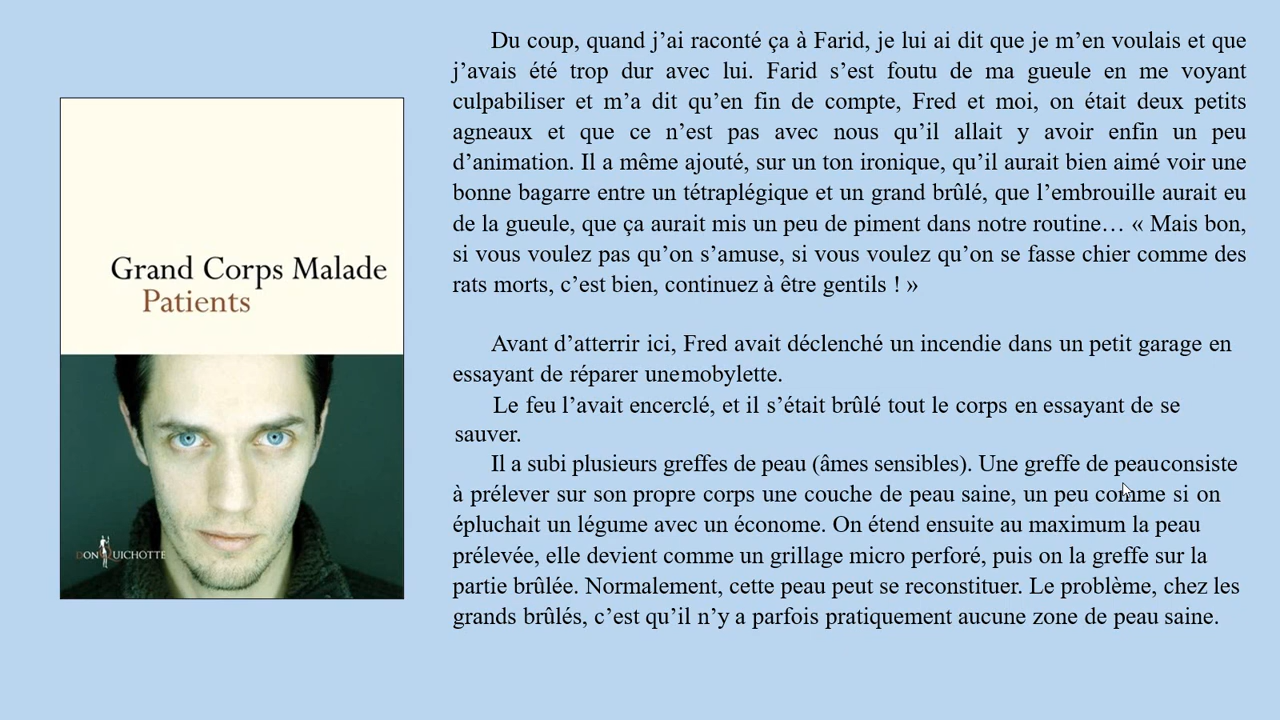 Grand Corps Malade
Patients
DONQUICHOTTE
Du coup, quand j’ai raconté ça à Farid, je lui ai dit que je m’en voulais et que
j’avais été trop dur avec lui. Farid s’est foutu de ma gueule en me voyant
culpabiliser et m’a dit qu’en fin de compte, Fred et moi, on était deux petits
agneaux et que ce n’est pas avec nous qu’il allait y avoir enfin un peu
d’animation. Il a même ajouté, sur un ton ironique, qu’il aurait bien aimé voir une
bonne bagarre entre un tétraplégique et un grand brûlé, que l’embrouille aurait eu
de la gueule, que ça aurait mis un peu de piment dans notre routine… « Mais bon,
si vous voulez pas qu’on s’amuse, si vous voulez qu’on se fasse chier comme des
rats morts, c’est bien, continuez à être gentils ! »
Avant d’atterrir ici, Fred avait déclenché un incendie dans un petit garage en
essayant de réparer unemobylette.
Le feu l’avait encerclé, et il s’était brûlé tout le corps en essayant de se
sauver.
Il a subi plusieurs greffes de peau (âmes sensibles). Une greffe de peauconsiste
à prélever sur son propre corps une couche de peau saine, un peu comme si on
épluchait un légume avec un économe. On étend ensuite au maximum la peau
prélevée, elle devient comme un grillage micro perforé, puis on la greffe sur la
partie brûlée. Normalement, cette peau peut se reconstituer. Le problème, chez les
grands brûlés, c’est qu’il n’y a parfois pratiquement aucune zone de peau saine.